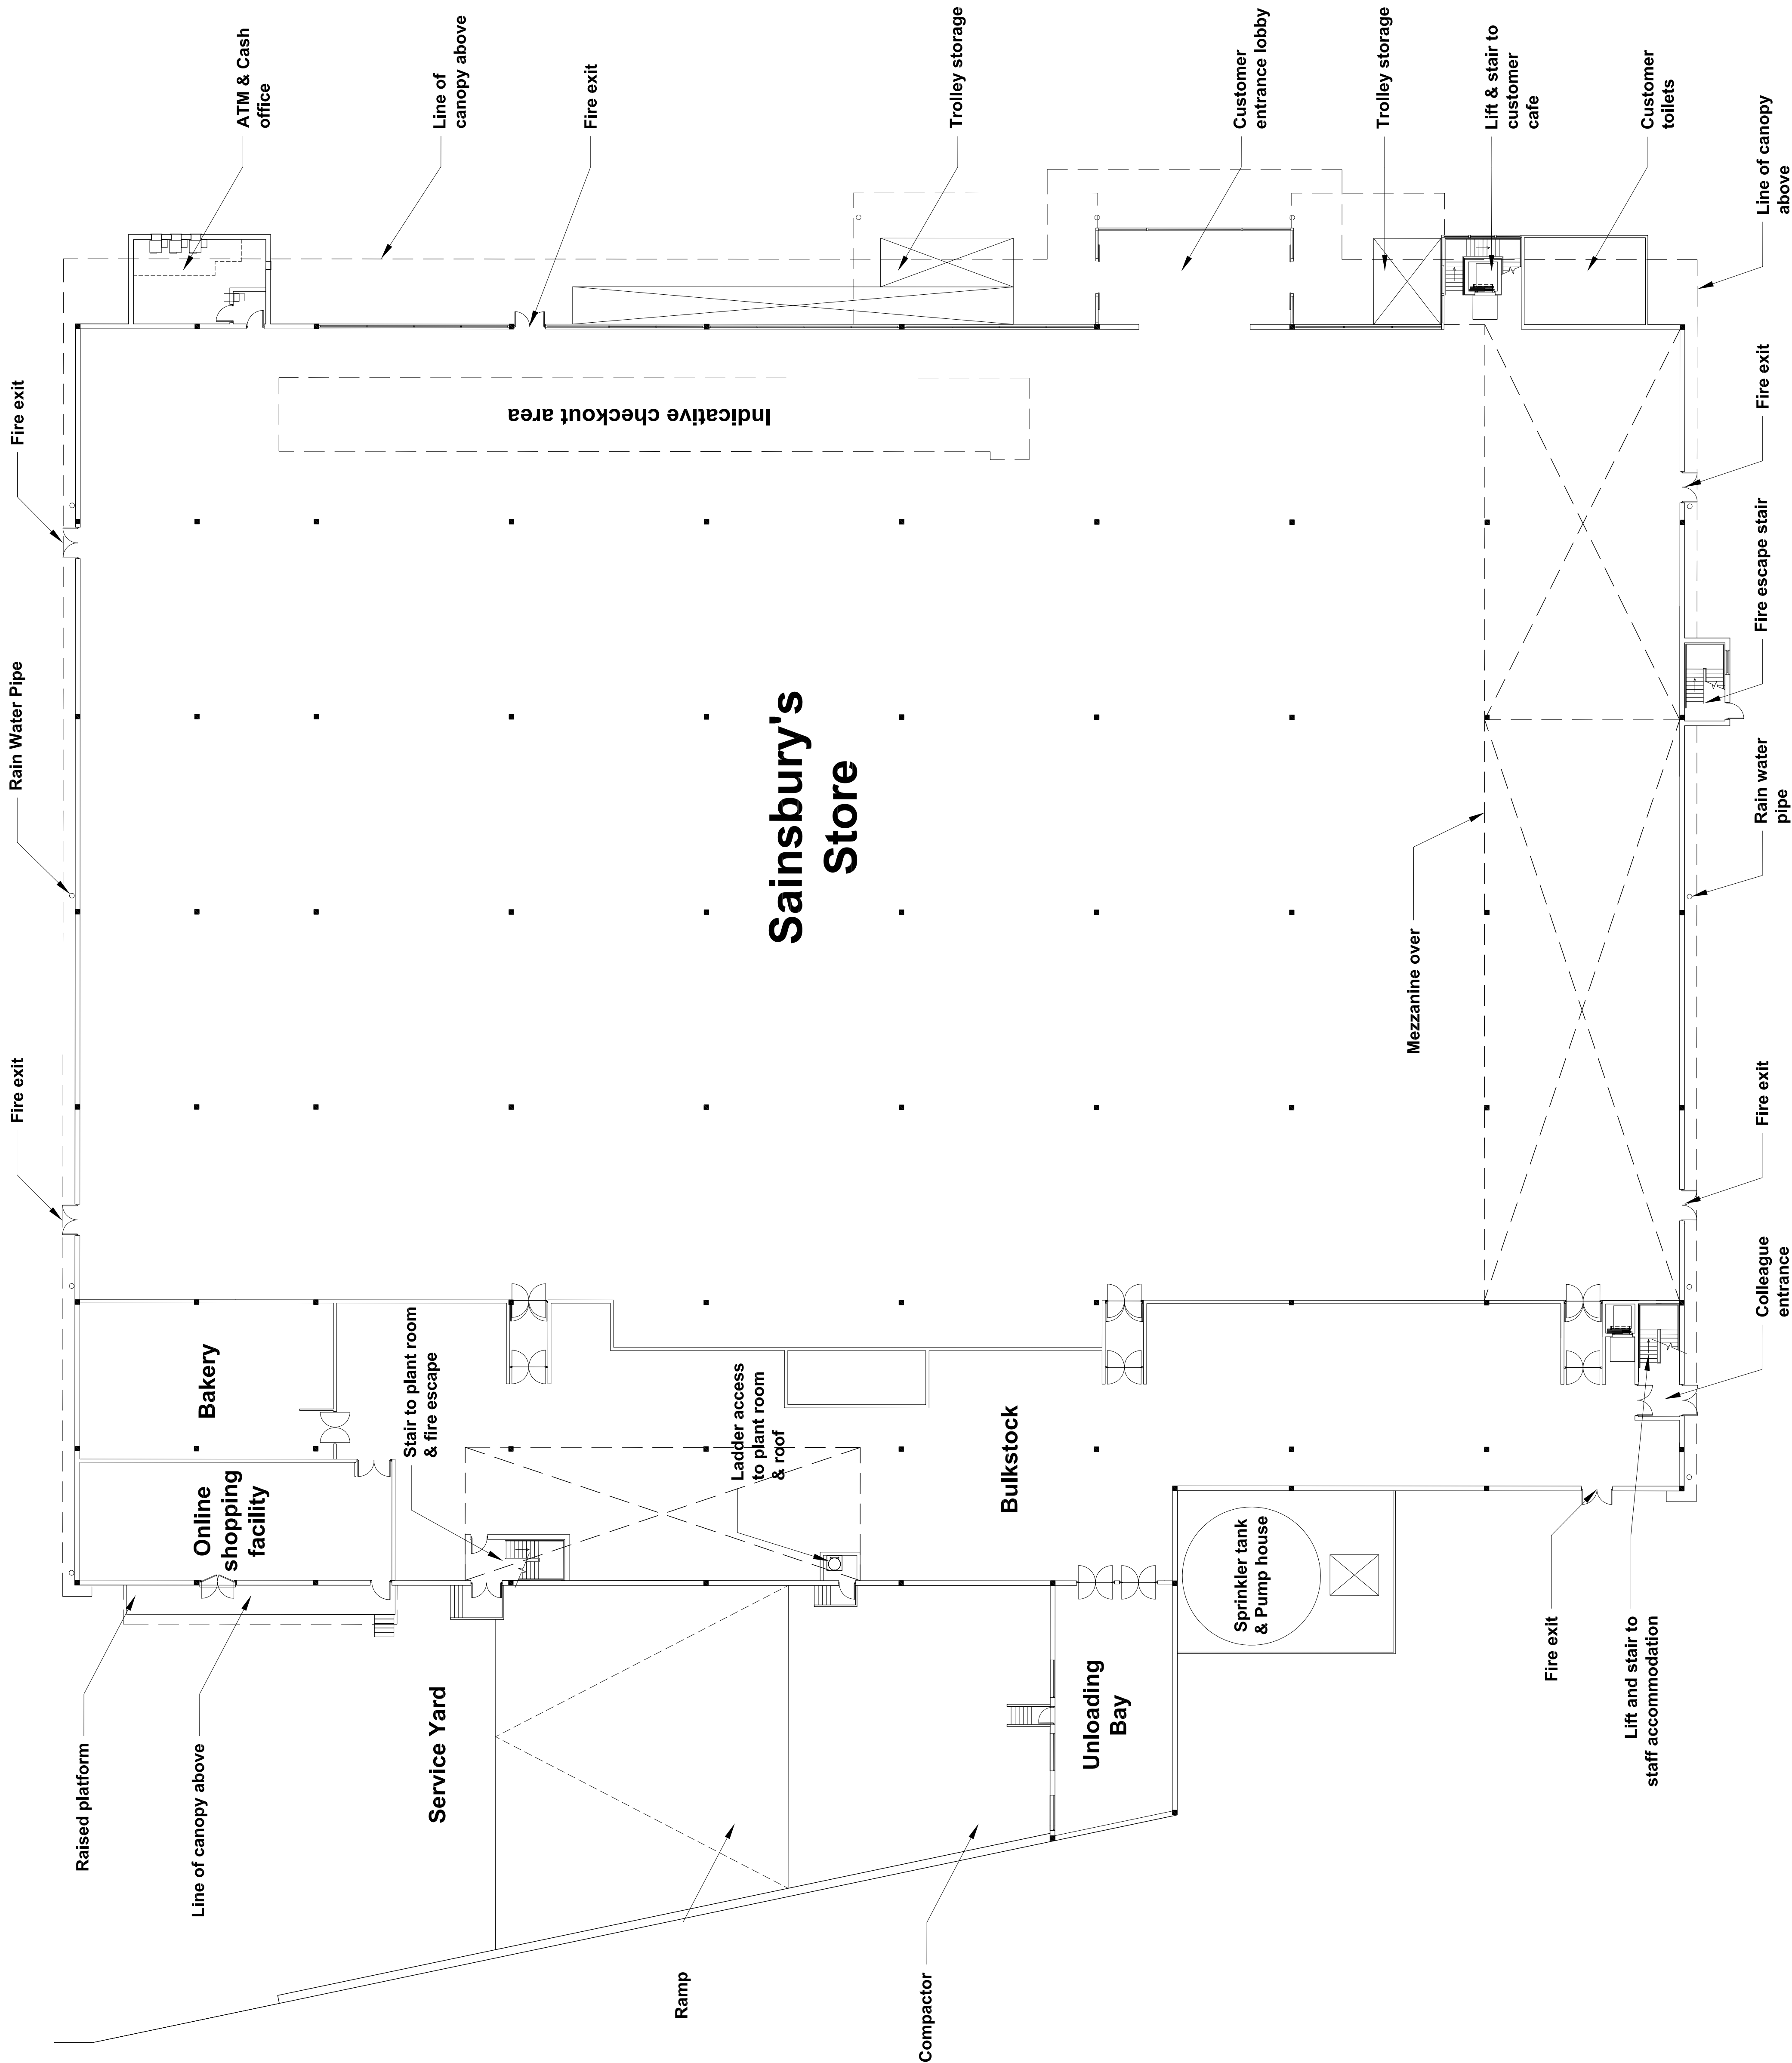 Fire exit
Rain Water Pipe
Fire exit
ATM & Cash
office
Line of
canopy above
Fire exit
Trolley storage
Customer
entrance lobby
Trolley storage
Lift & stair to
customer
cafe
Customer
toilets
Line of canopy
above
Indicative checkout area
Sainsbury's
Store
Mezzanine over
Fire exit
Fire escape stair
Rain water
pipe
Fire exit
Colleague
entrance
Bakery
Online
shopping
facility
Stair to plant room
& fire escape
Ladder access
to plant room
& roof
Bulkstock
Sprinkler tank
& Pump house
Unloading
Bay
Service Yard
Raised platform
Line of canopy above
Ramp
Compactor
Fire exit
Lift and stair to
staff accommodation